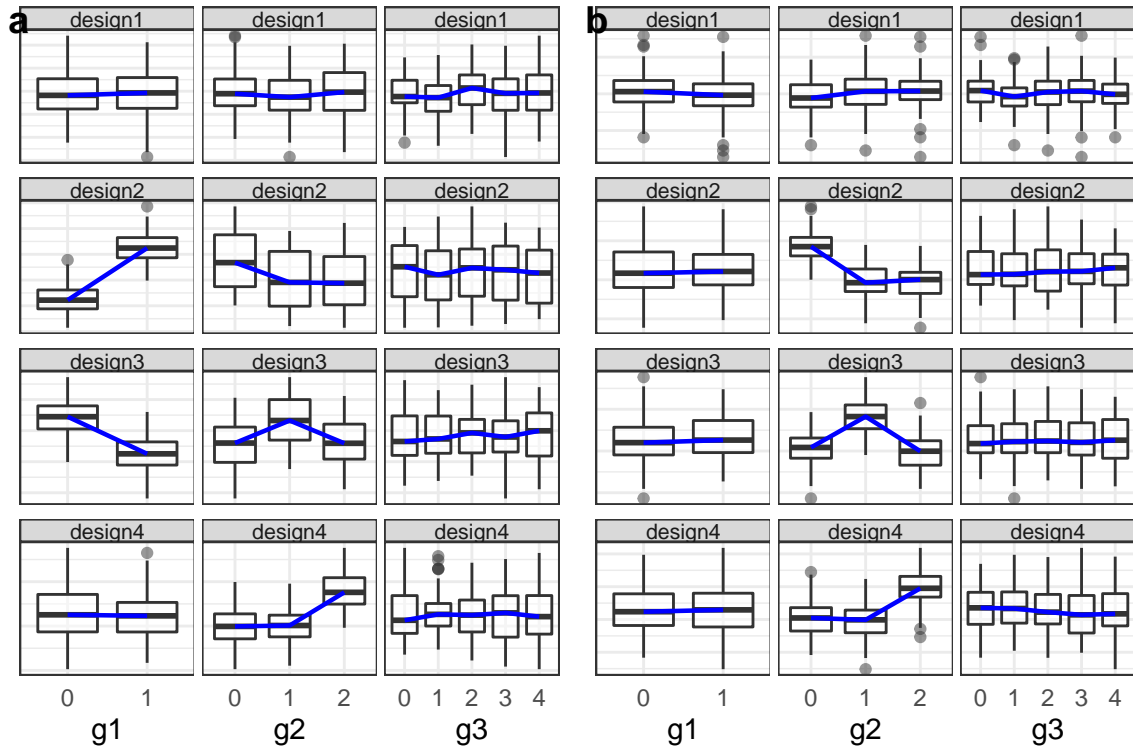 a
b
design1 design1 design1 design1 design1 design1
design2 design2 design2 design2 design2 design2
design3 design3 design3 design3 design3 design3
design4 design4 design4 design4 design4 design4
0 1 0 1 2 0 1 2 3 4 0 1 0 1 2 0 1 2 3 4
g1 g2 g3 g1 g2 g3